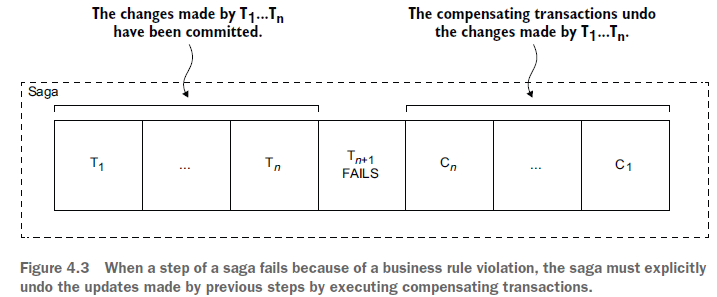 The changes made by T1...Tn
have been committed.
The compensating transactions undo
the changes made by T1...Tn.
Saga
T1
...
Tn
Tn+1
FAILS
Cn
...
C1
Figure 4.3 When a step of a saga fails because of a business rule violation, the saga must explicitly
undo the updates made by previous steps by executing compensating transactions.